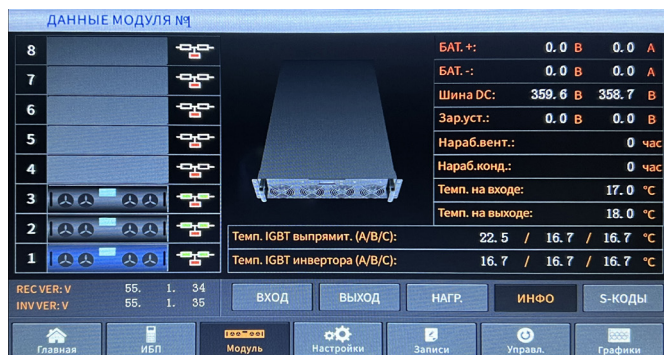 ДАННЫЕ МОДУЛЯ №1
8
7
6
5
4
3
2
1
БАТ. +: 0.0 В 0.0 А
БАТ. -: 0.0 В 0.0 А
Шина DC: 359.6 В 358.7 В
Зар.уст.: 0.0 В 0.0 В
Нараб.вент.: 0 час
Нараб.конд.: 0 час
Темп. на входе: 17.0 °C
Темп. на выходе: 18.0 °C
Темп. IGBT выпрямит. (А/В/С): 22.5 / 16.7 / 16.7 °C
Темп. IGBT инвертора (А/В/С): 16.7 / 16.7 / 16.7 °C
REC VER: V 55. 1. 34
INV VER: V 55. 1. 35
ВХОД ВЫХОД НАГР. ИНФО S-КОДЫ
Главная ИБП Модуль Настройки Записи Управл. Графики